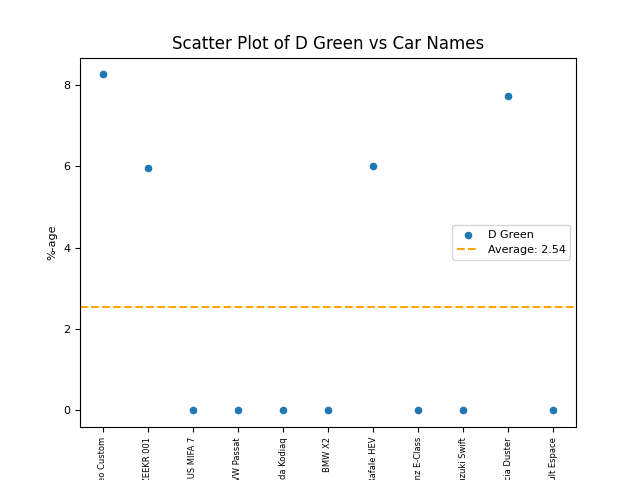 Scatter Plot of D Green vs Car Names
8
6
4
2
0
%-age
D Green
Average: 2.54
eo Custom
ZEEKR 001
US MIFA 7
VW Passat
da Kodiaq
BMW X2
Rafale HEV
nz E-Class
zuki Swift
cia Duster
ult Espace